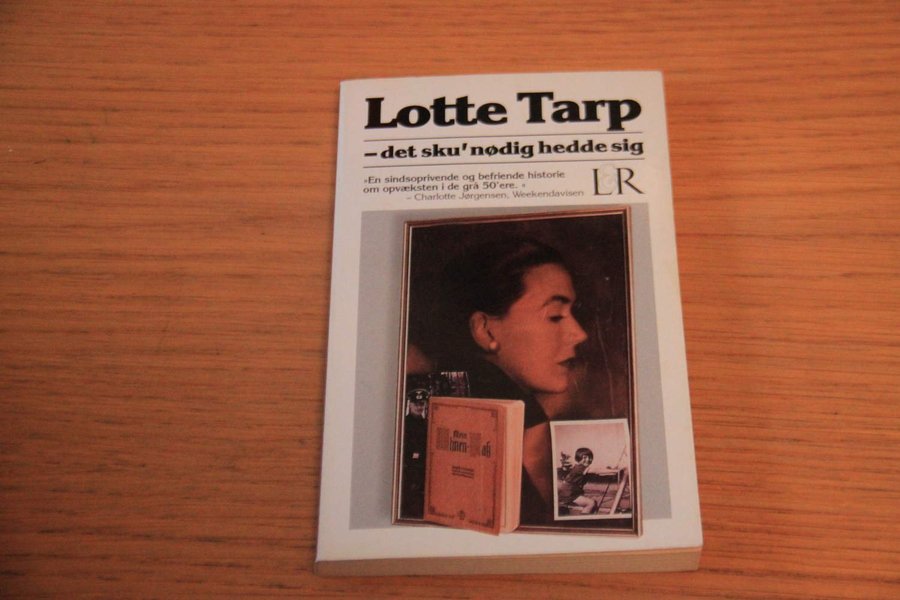 Lotte Tarp
– det sku' nødig hedde sig
»En sindsoprivende og befriende historie
om opvæksten i de grå 50'ere. «
– Charlotte Jørgensen, Weekendavisen
L&R